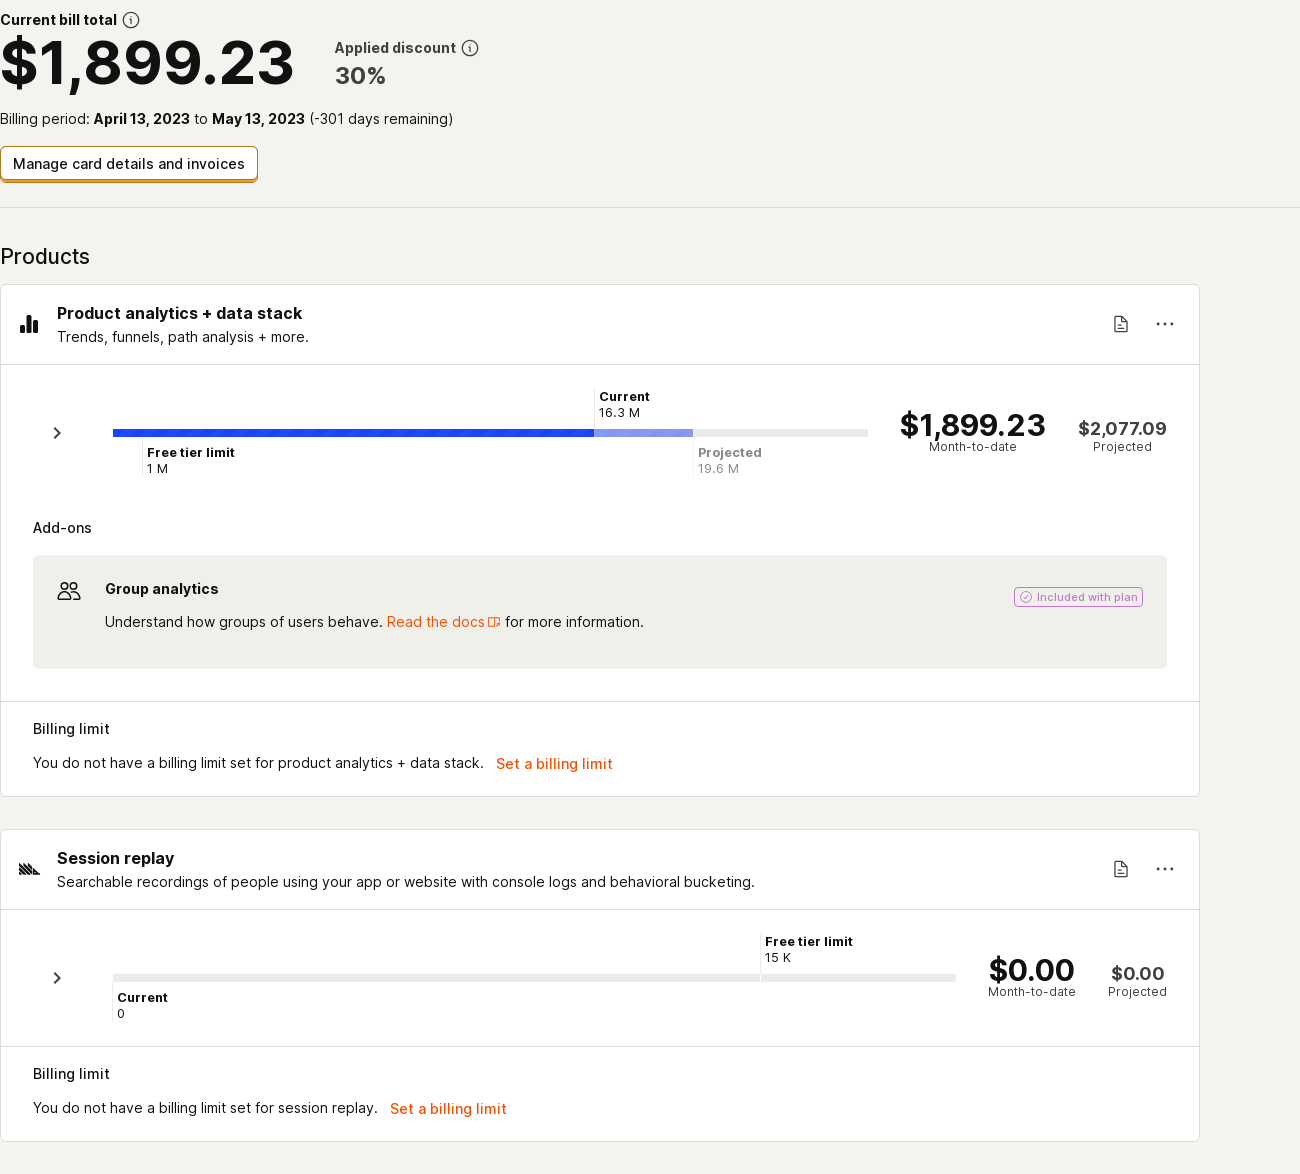 Current bill total
$1,899.23
Applied discount
30%
Billing period: April 13, 2023 to May 13, 2023 (-301 days remaining)
Manage card details and invoices
Products
Product analytics + data stack
Trends, funnels, path analysis + more.
Current
16.3 M
Free tier limit
1 M
Projected
19.6 M
$1,899.23
Month-to-date
$2,077.09
Projected
Add-ons
Group analytics
Included with plan
Understand how groups of users behave. Read the docs for more information.
Billing limit
You do not have a billing limit set for product analytics + data stack. Set a billing limit
Session replay
Searchable recordings of people using your app or website with console logs and behavioral bucketing.
Free tier limit
15 K
Current
0
$0.00
Month-to-date
$0.00
Projected
Billing limit
You do not have a billing limit set for session replay. Set a billing limit